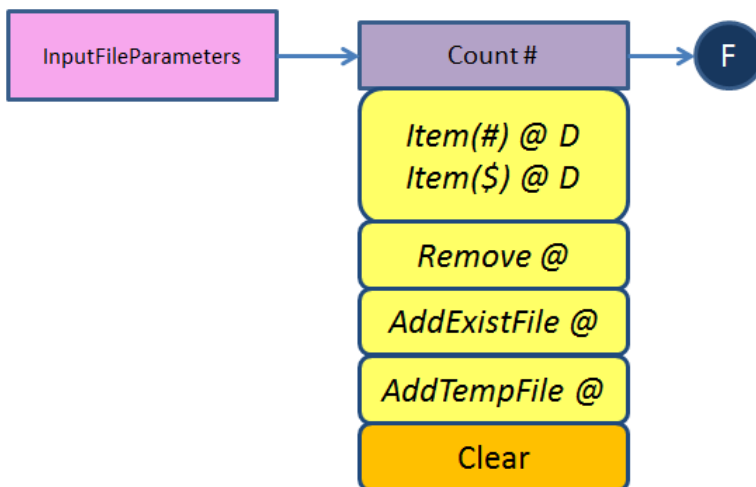 InputFileParameters
Count #
F
Item(#) @ D
Item($) @ D
Remove @
AddExistFile @
AddTempFile @
Clear